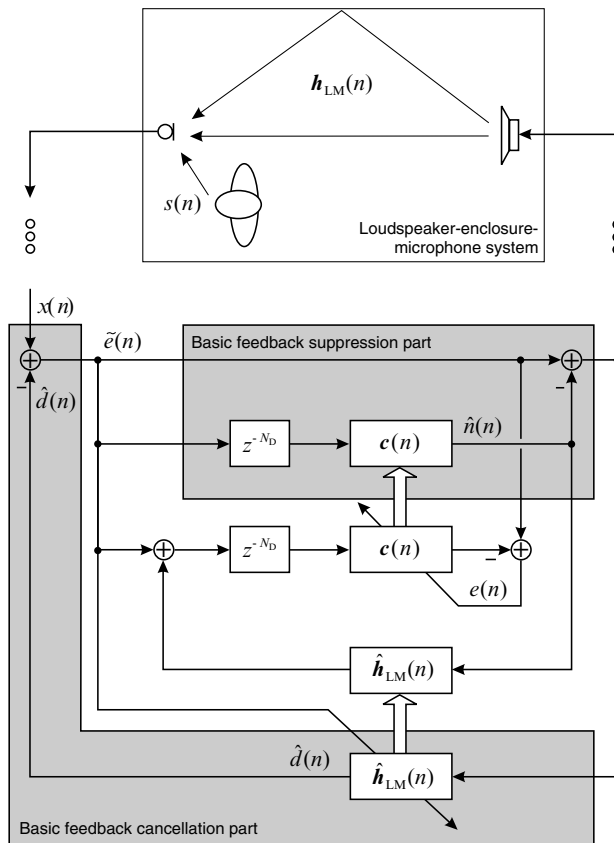 h_LM(n)
s(n)
Loudspeaker-enclosure-
microphone system
x(n)
ẽ(n)
Basic feedback suppression part
−
d̂(n)
−
n̂(n)
z^{-N_D}
c(n)
z^{-N_D}
c(n)
−
e(n)
ĥ_LM(n)
d̂(n)
ĥ_LM(n)
Basic feedback cancellation part